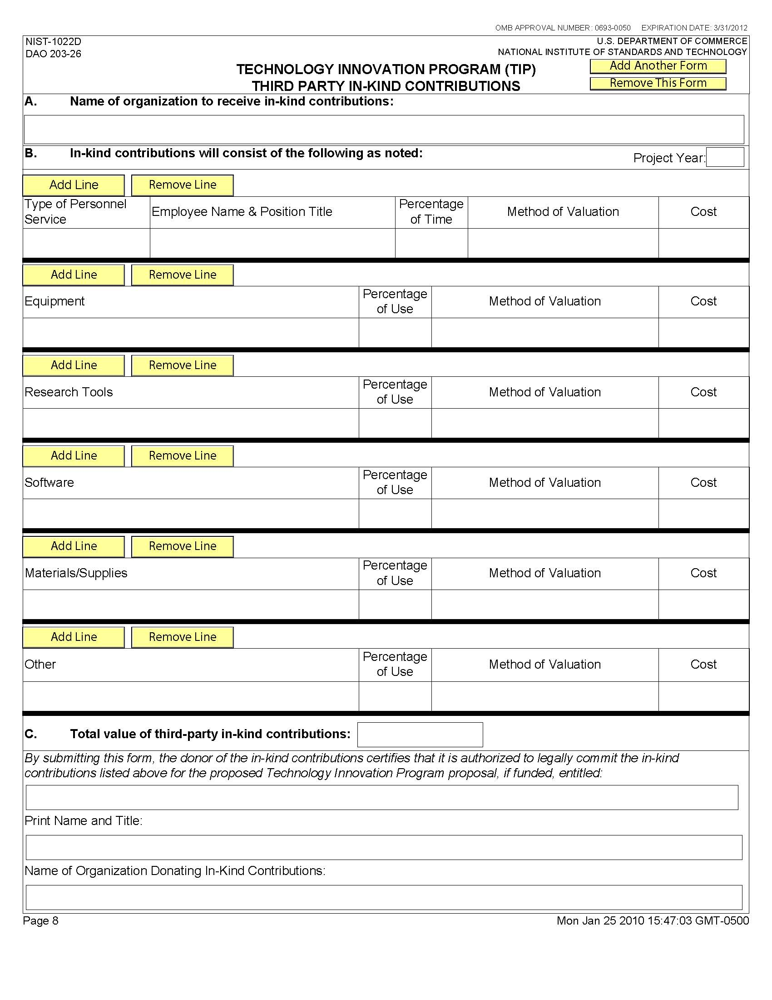 OMB APPROVAL NUMBER: 0693-0050 EXPIRATION DATE: 3/31/2012
NIST-1022D
DAO 203-26
U.S. DEPARTMENT OF COMMERCE
NATIONAL INSTITUTE OF STANDARDS AND TECHNOLOGY
TECHNOLOGY INNOVATION PROGRAM (TIP)
THIRD PARTY IN-KIND CONTRIBUTIONS
Add Another Form
Remove This Form
A. Name of organization to receive in-kind contributions:
B. In-kind contributions will consist of the following as noted:
Project Year:
Add Line Remove Line
Type of Personnel
Service
Employee Name & Position Title
Percentage
of Time
Method of Valuation
Cost
Add Line Remove Line
Equipment
Percentage
of Use
Method of Valuation
Cost
Add Line Remove Line
Research Tools
Percentage
of Use
Method of Valuation
Cost
Add Line Remove Line
Software
Percentage
of Use
Method of Valuation
Cost
Add Line Remove Line
Materials/Supplies
Percentage
of Use
Method of Valuation
Cost
Add Line Remove Line
Other
Percentage
of Use
Method of Valuation
Cost
C. Total value of third-party in-kind contributions:
By submitting this form, the donor of the in-kind contributions certifies that it is authorized to legally commit the in-kind
contributions listed above for the proposed Technology Innovation Program proposal, if funded, entitled:
Print Name and Title:
Name of Organization Donating In-Kind Contributions:
Page 8
Mon Jan 25 2010 15:47:03 GMT-0500